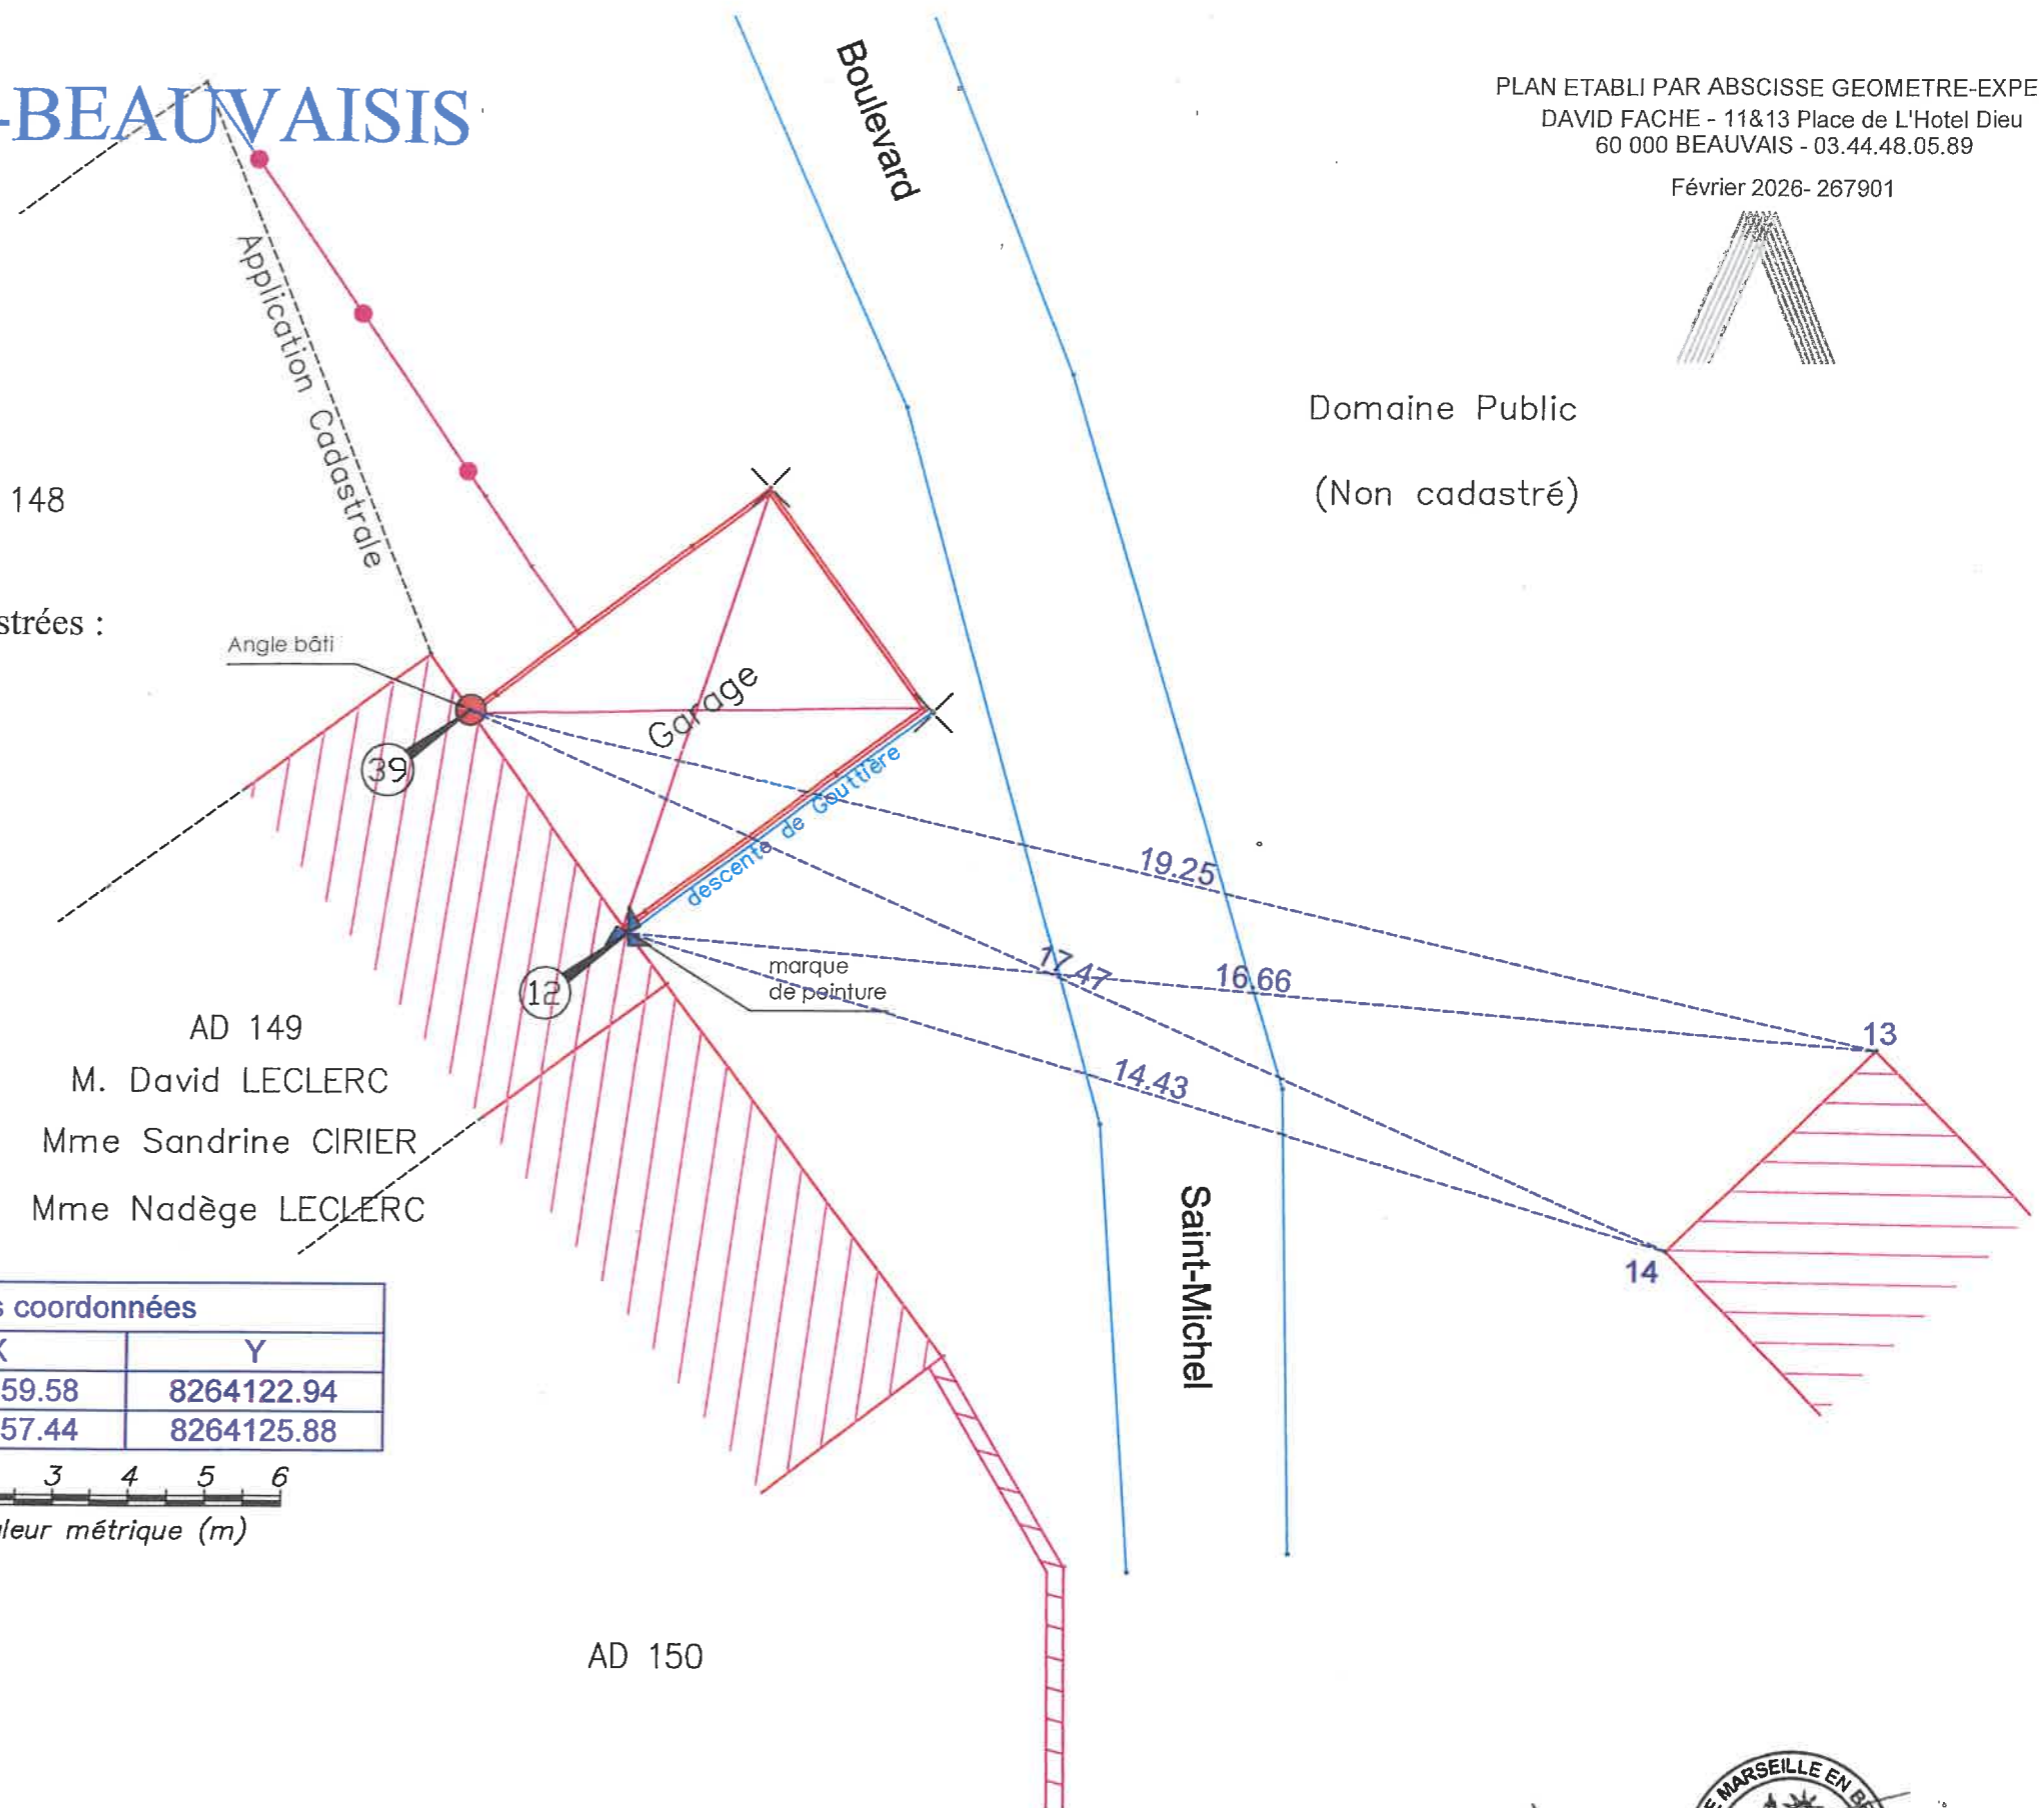 -BEAUVAISIS
PLAN ETABLI PAR ABSCISSE GEOMETRE-EXPE
DAVID FACHE - 11&13 Place de L'Hotel Dieu
60 000 BEAUVAIS - 03.44.48.05.89
Février 2026- 267901
Boulevard
Application Cadastrale
Domaine Public
(Non cadastré)
148
strées :
Angle bâti
Garage
39
descente de Gouttière
19.25
17.47
16.66
marque
de peinture
12
14.43
13
14
AD 149
M. David LECLERC
Mme Sandrine CIRIER
Mme Nadège LECLERC
Saint-Michel
s coordonnées
X Y
59.58 8264122.94
57.44 8264125.88
3 4 5 6
leur métrique (m)
AD 150
E MARSEILLE EN BE